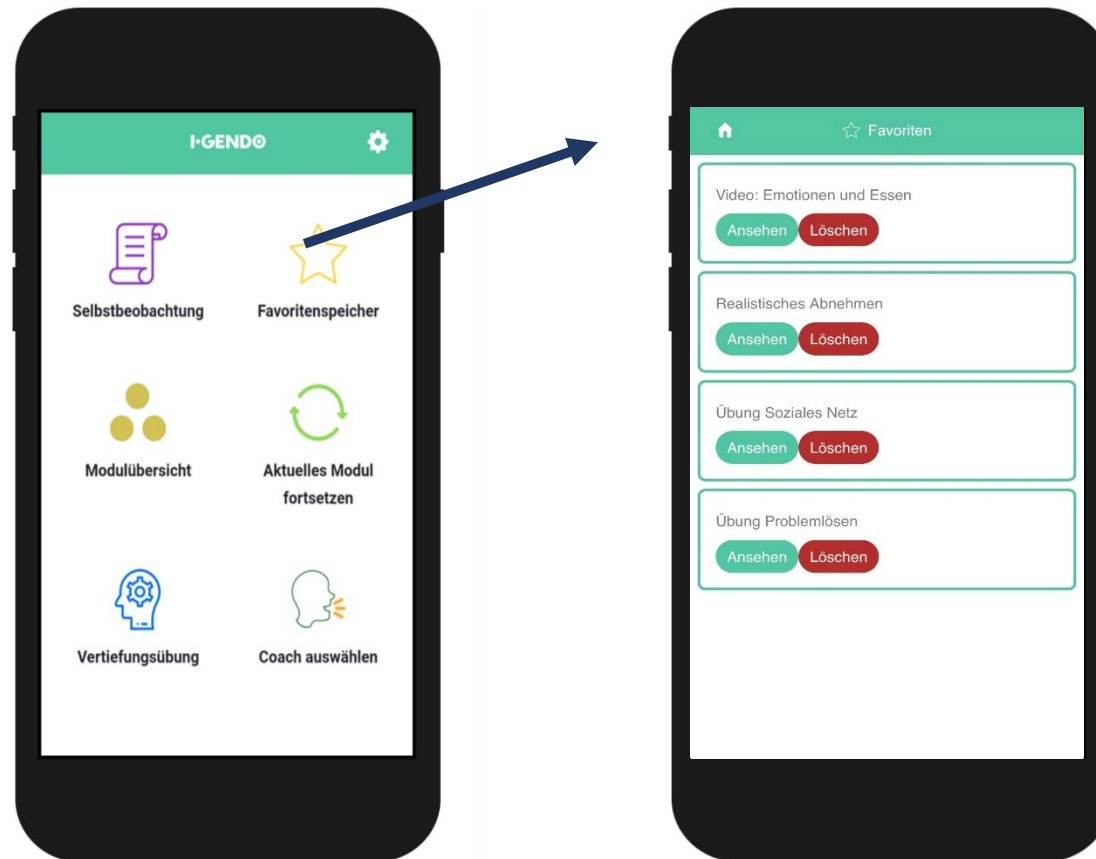 I-GENDO
Selbstbeobachtung
Favoritenspeicher
Modulübersicht
Aktuelles Modul
fortsetzen
Vertiefungsübung
Coach auswählen
Favoriten
Video: Emotionen und Essen
Ansehen Löschen
Realistisches Abnehmen
Ansehen Löschen
Übung Soziales Netz
Ansehen Löschen
Übung Problemlösen
Ansehen Löschen